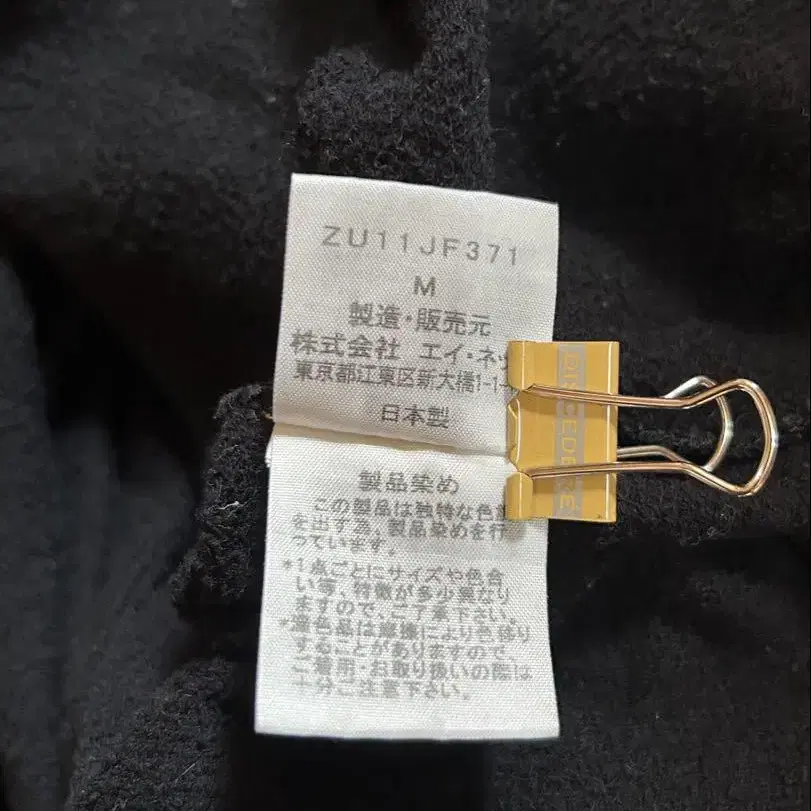 ZU11JF371
M
製造・販売元
株式会社 エイ・ネッ
東京都江東区新大橋1-1-
日本製
製品染め
この製品は独特な色
を出す為、製品染めを行
っています。
*1点ごとにサイズや色合
い等、特徴が多少異なり
ますので、ご了承下さい。
*濃色品は摩擦により色移り
することがありますので
ご着用・お取り扱いの際は
十分ご注意下さい。
DISCEDERE